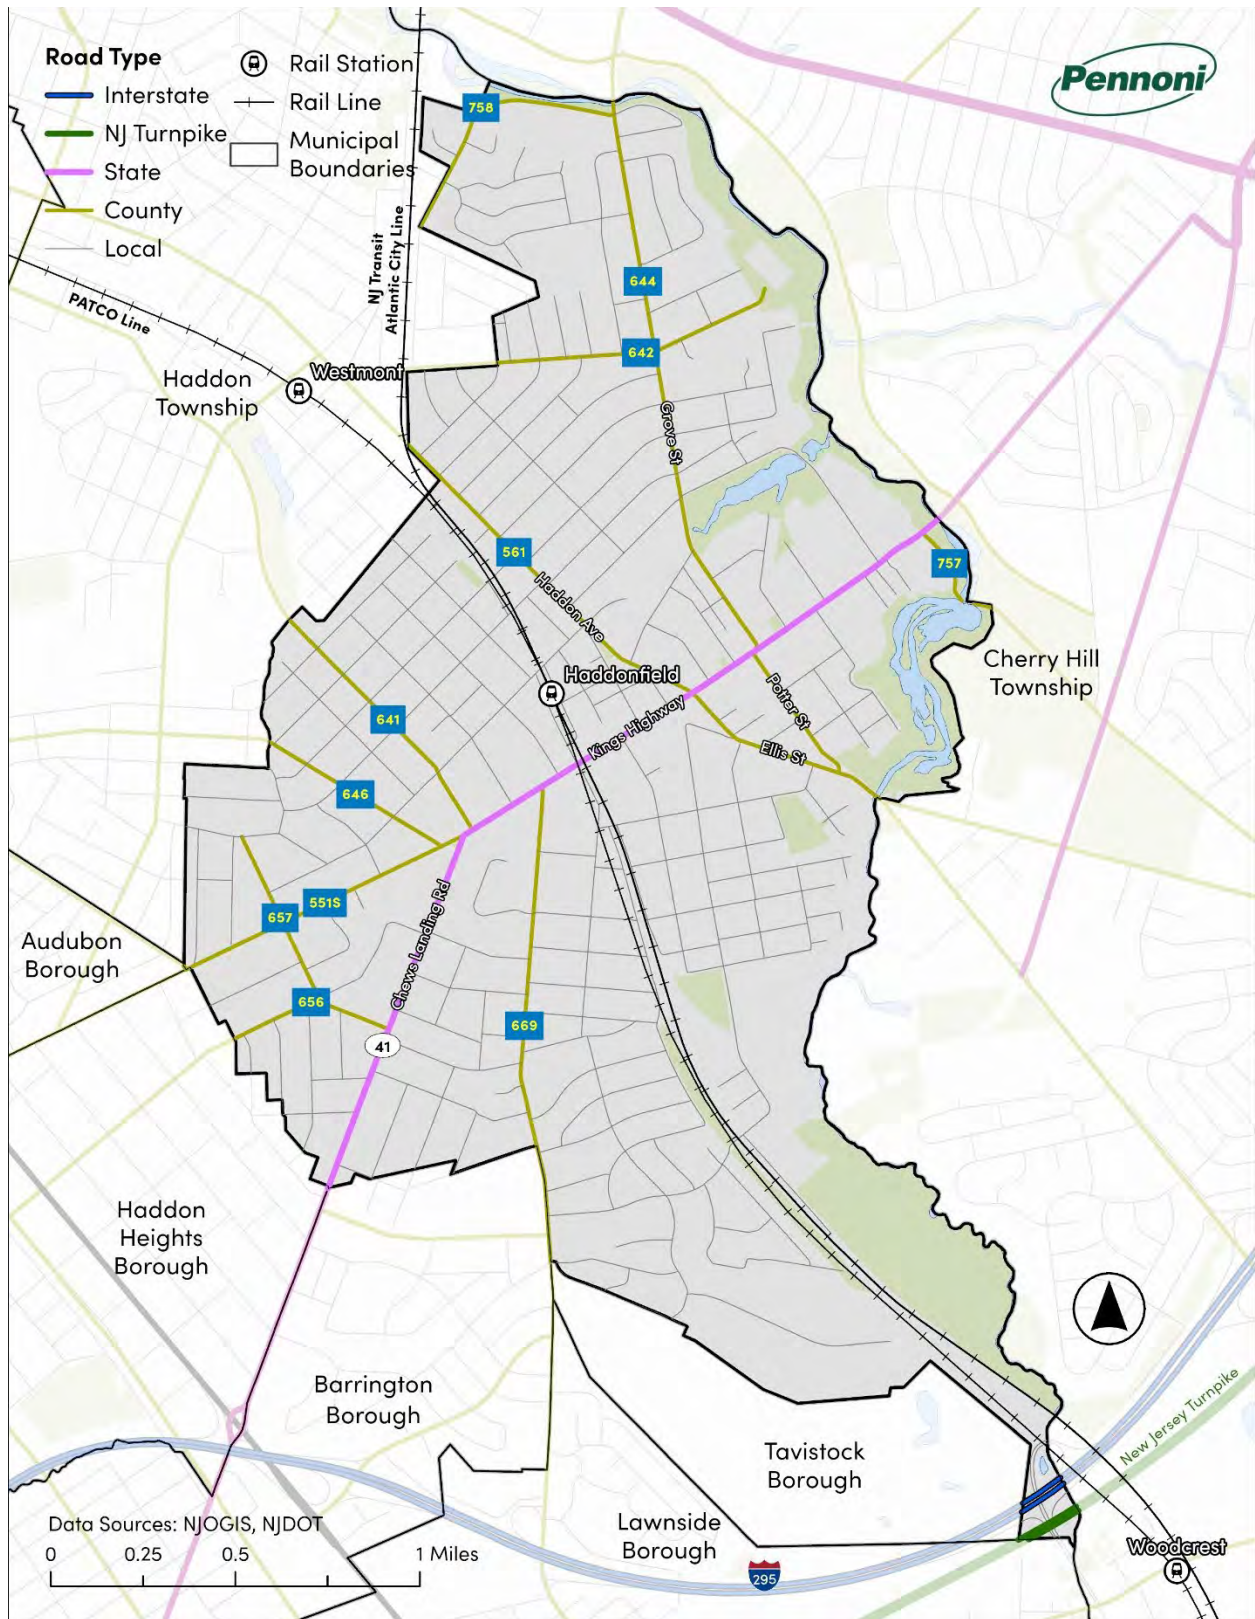 Road Type
Interstate
NJ Turnpike
State
County
Local
Rail Station
Rail Line
Municipal
Boundaries
Pennoni
758
NJ Transit
Atlantic City Line
PATCO Line
644
642
Westmont
Haddon
Township
Grove St
561
Haddon Ave
757
Haddonfield
Cherry Hill
Township
Kings Highway
Potter St
Ellis St
641
646
551S
657
Audubon
Borough
Chews Landing Rd
656
669
41
Haddon
Heights
Borough
Barrington
Borough
Tavistock
Borough
New Jersey Turnpike
Lawnside
Borough
295
Woodcrest
Data Sources: NJOGIS, NJDOT
0 0.25 0.5 1 Miles